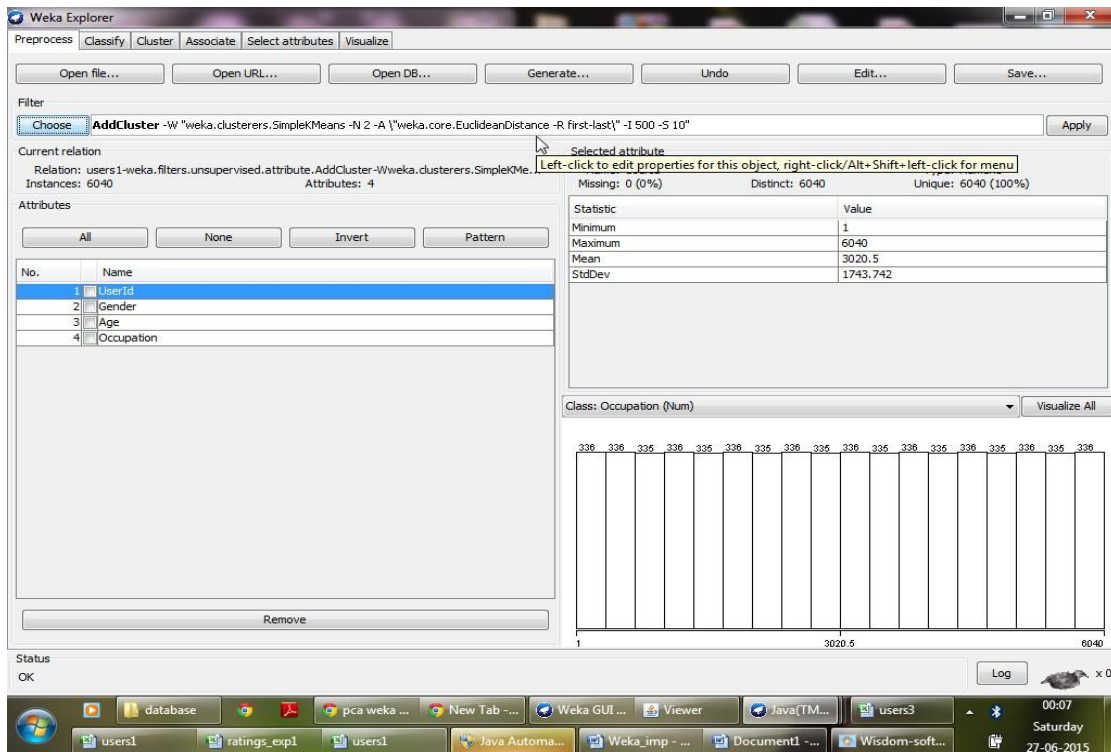 Weka Explorer
Preprocess Classify Cluster Associate Select attributes Visualize
Open file... Open URL... Open DB... Generate... Undo Edit... Save...
Filter
Choose AddCluster -W "weka.clusterers.SimpleKMeans -N 2 -A \"weka.core.EuclideanDistance -R first-last\" -I 500 -S 10" Apply
Current relation
Relation: users1-weka.filters.unsupervised.attribute.AddCluster-Wweka.clusterers.SimpleKMe...
Instances: 6040 Attributes: 4
Selected attribute
Left-click to edit properties for this object, right-click/Alt+Shift+left-click for menu
Missing: 0 (0%) Distinct: 6040 Unique: 6040 (100%)
Attributes
All None Invert Pattern
No. Name
1 UserId
2 Gender
3 Age
4 Occupation
Remove
Statistic Value
Minimum 1
Maximum 6040
Mean 3020.5
StdDev 1743.742
Class: Occupation (Num) Visualize All
336 336 335 336 335 336 335 336 335 336 335 336 335 336 335 336 335 336
1 3020.5 6040
Status
OK
Log x 0
database pca weka ... New Tab -... Weka GUI ... Viewer Java(TM... users3
users1 ratings_exp1 users1 Java Automa... Weka_imp - ... Document1 -... Wisdom-soft...
00:07
Saturday
27-06-2015